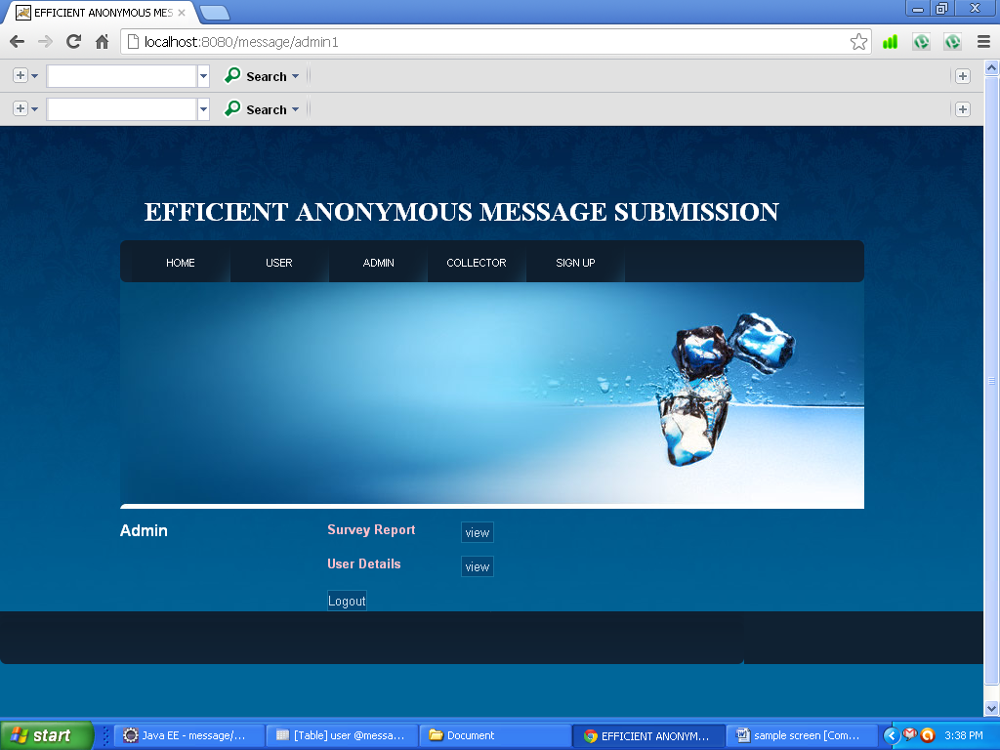 EFFICIENT ANONYMOUS MES
localhost:8080/message/admin1
Search
Search
EFFICIENT ANONYMOUS MESSAGE SUBMISSION
HOME USER ADMIN COLLECTOR SIGN UP
Admin Survey Report view
User Details view
Logout
start Java EE - message/... [Table] user @messa... Document EFFICIENT ANONYM... sample screen [Com... 3:38 PM